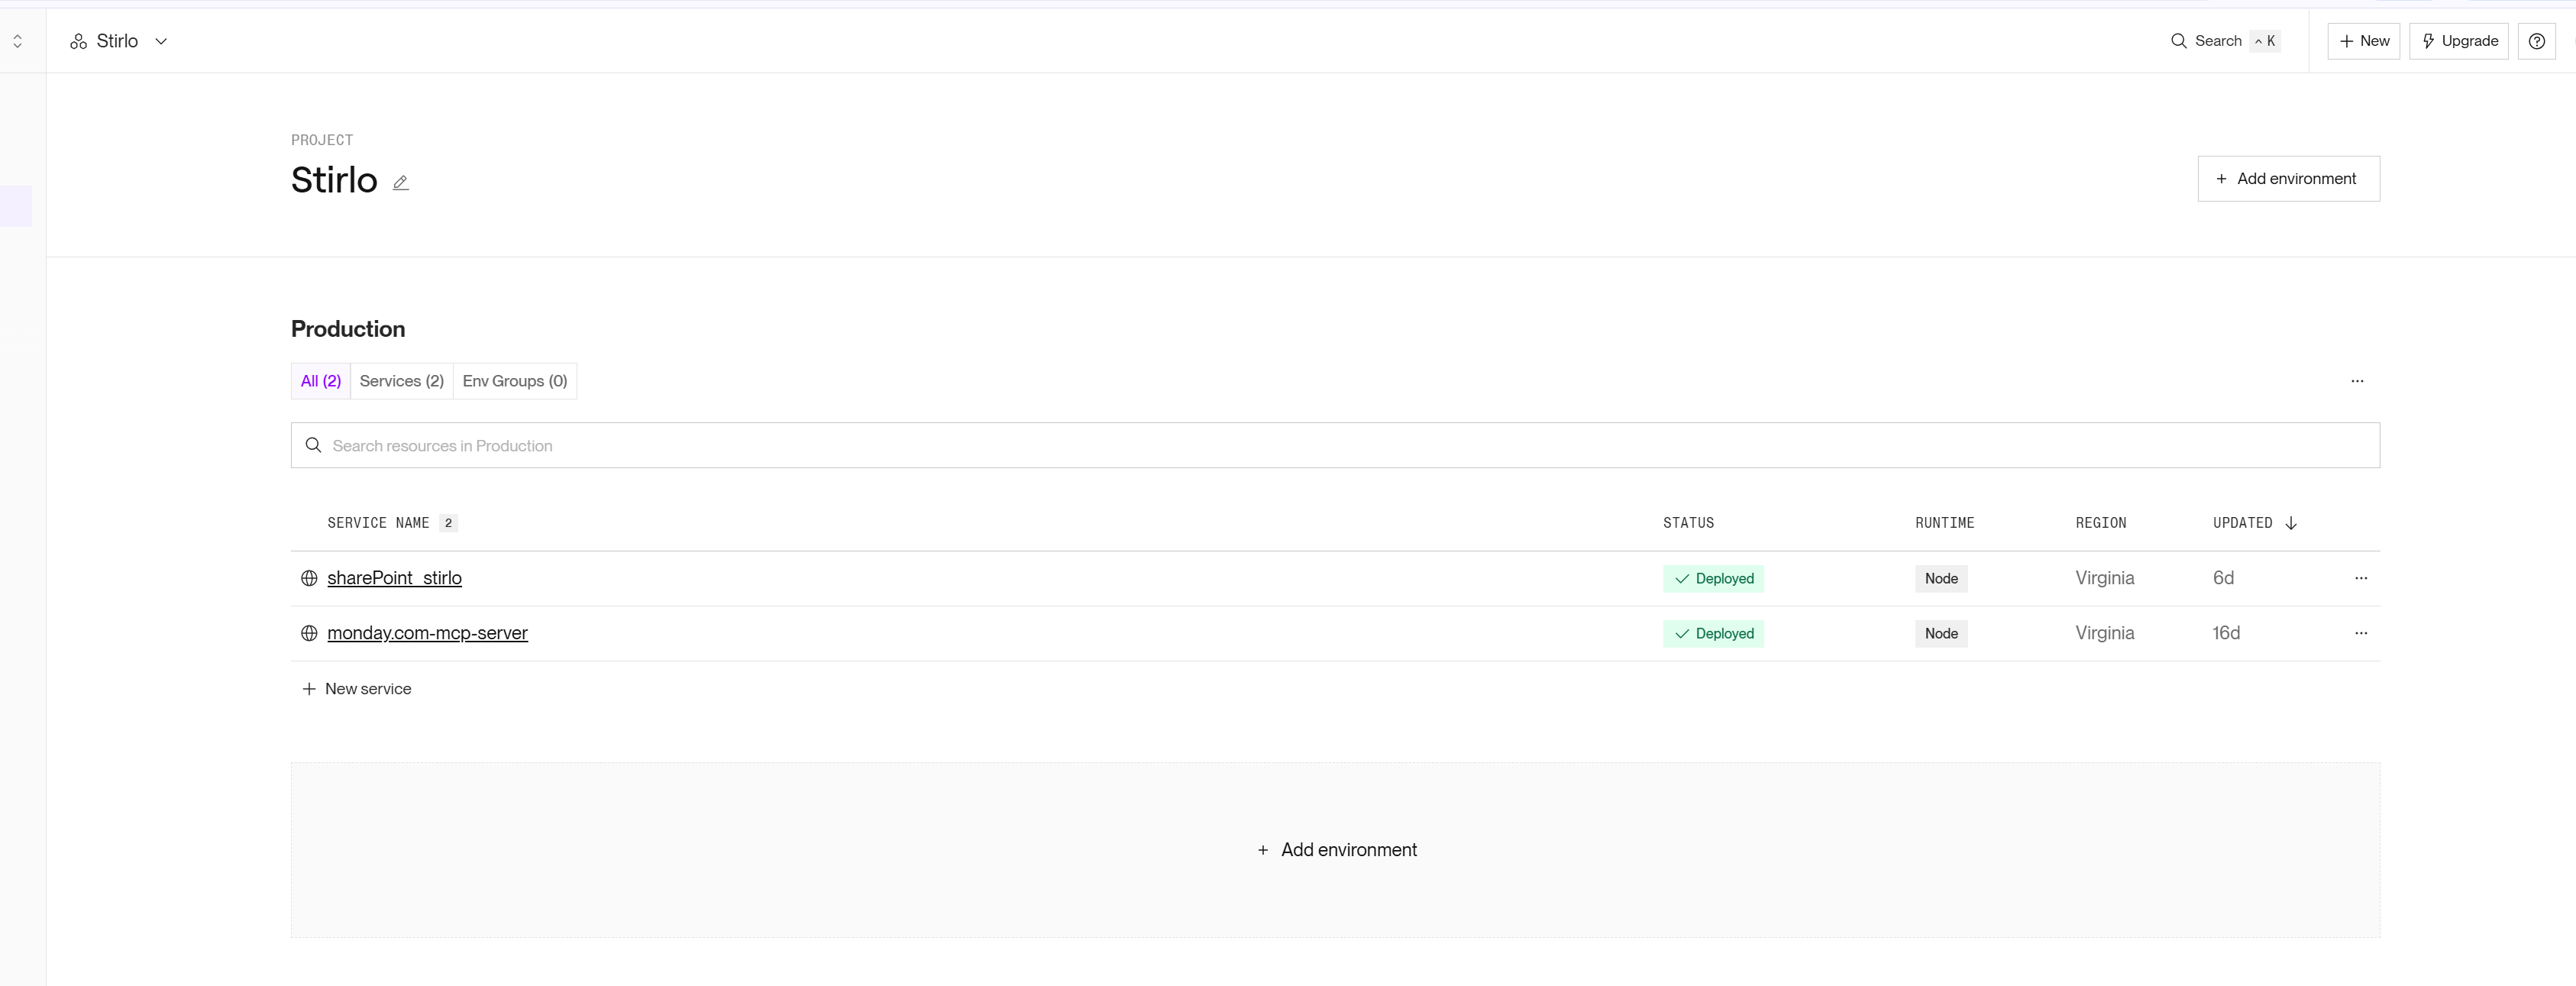 Stirlo
Search ^ K
New
Upgrade
PROJECT
Stirlo
+ Add environment
Production
All (2)
Services (2)
Env Groups (0)
Search resources in Production
SERVICE NAME 2 STATUS RUNTIME REGION UPDATED
sharePoint_stirlo Deployed Node Virginia 6d
monday.com-mcp-server Deployed Node Virginia 16d
+ New service
+ Add environment